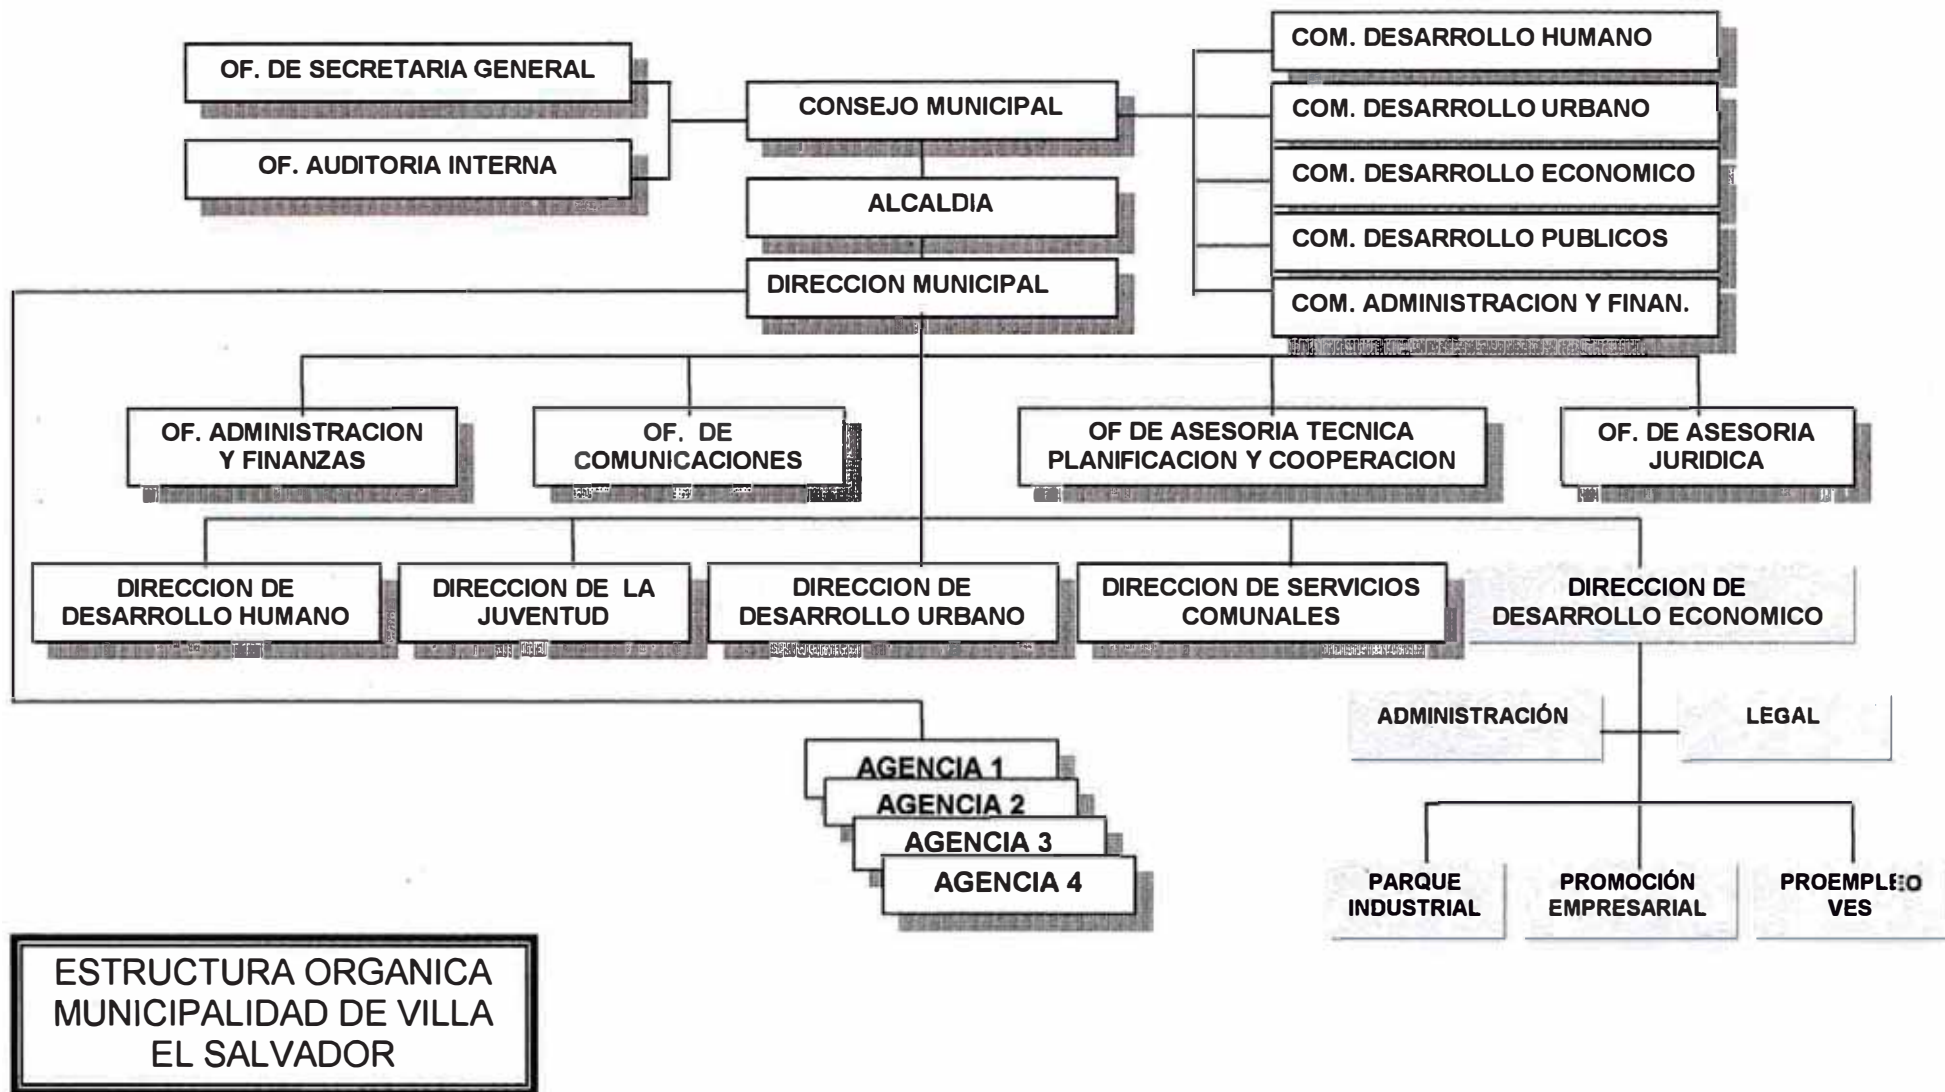 OF. DE SECRETARIA GENERAL
OF. AUDITORIA INTERNA
CONSEJO MUNICIPAL
ALCALDIA
DIRECCION MUNICIPAL
COM. DESARROLLO HUMANO
COM. DESARROLLO URBANO
COM. DESARROLLO ECONOMICO
COM. DESARROLLO PUBLICOS
COM. ADMINISTRACION Y FINAN.
OF. ADMINISTRACION
Y FINANZAS
OF. DE
COMUNICACIONES
OF DE ASESORIA TECNICA
PLANIFICACION Y COOPERACION
OF. DE ASESORIA
JURIDICA
DIRECCION DE
DESARROLLO HUMANO
DIRECCION DE LA
JUVENTUD
DIRECCION DE
DESARROLLO URBANO
DIRECCION DE SERVICIOS
COMUNALES
DIRECCION DE
DESARROLLO ECONOMICO
ADMINISTRACIÓN
LEGAL
AGENCIA 1
AGENCIA 2
AGENCIA 3
AGENCIA 4
PARQUE
INDUSTRIAL
PROMOCIÓN
EMPRESARIAL
PROEMPLEO
VES
ESTRUCTURA ORGANICA
MUNICIPALIDAD DE VILLA
EL SALVADOR